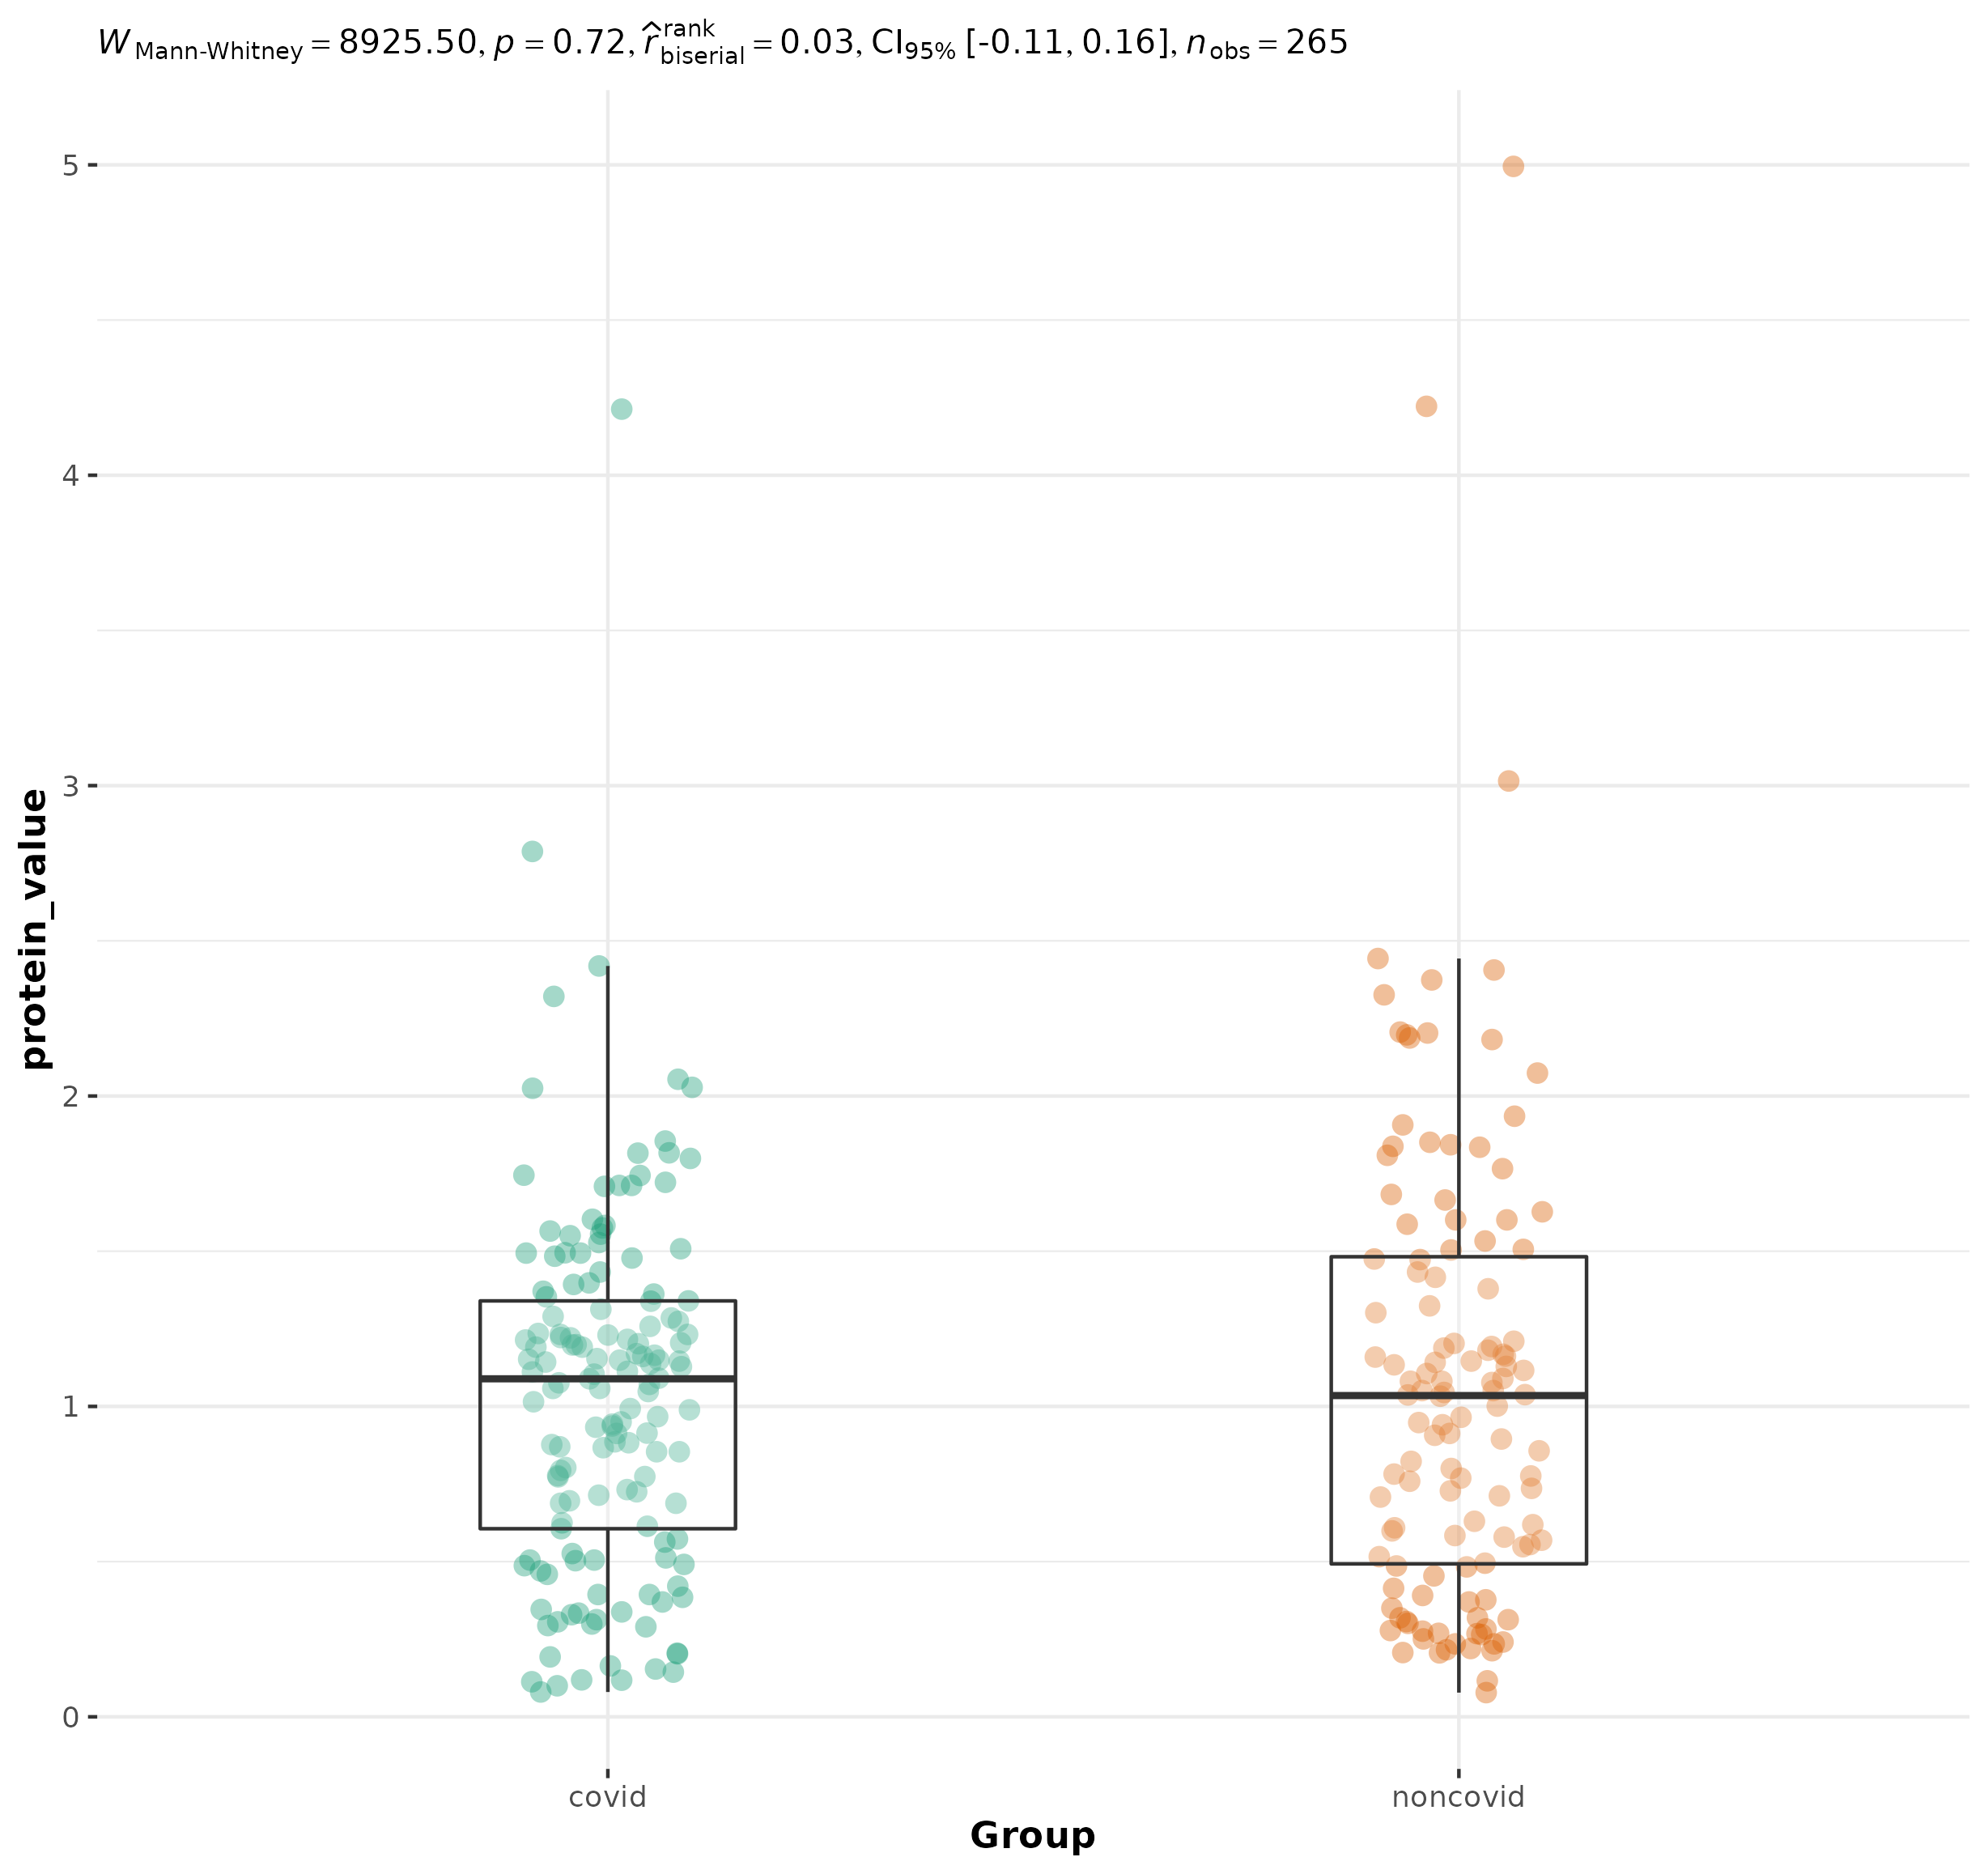 W Mann-Whitney = 8925.50, p = 0.72, r̂ rank biserial = 0.03, CI95% [-0.11, 0.16], nobs = 265
5
4
3
2
1
0
protein_value
covid noncovid
Group